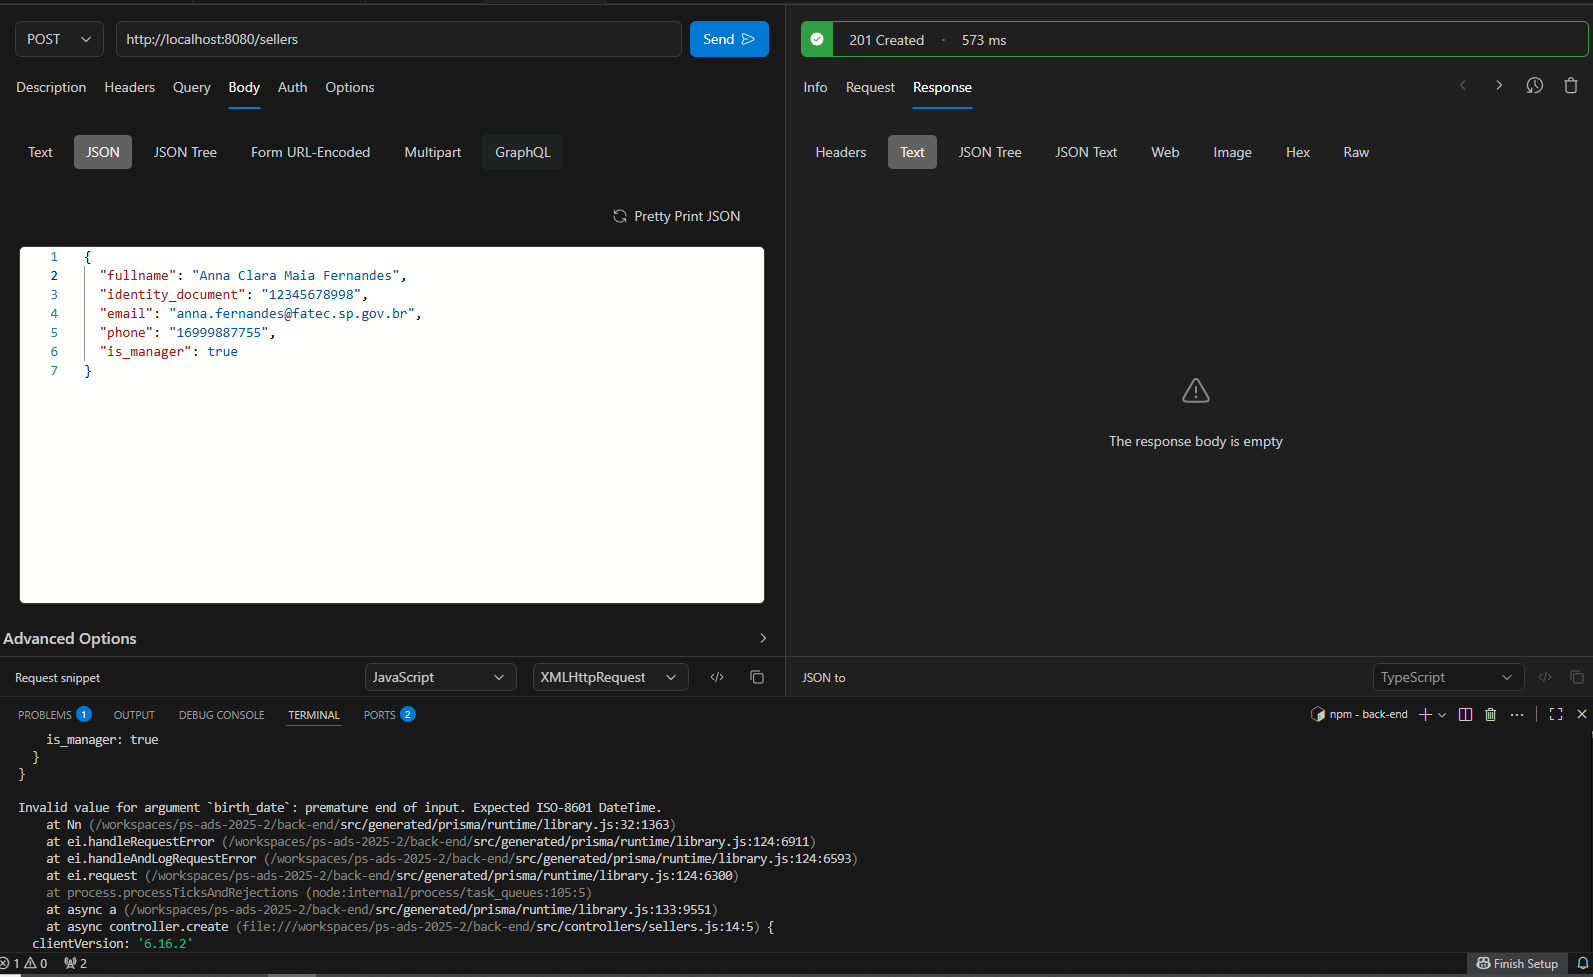 POST
http://localhost:8080/sellers
Send
Description Headers Query Body Auth Options
Text JSON JSON Tree Form URL-Encoded Multipart GraphQL
Pretty Print JSON
1 {
2 "fullname": "Anna Clara Maia Fernandes",
3 "identity_document": "12345678998",
4 "email": "anna.fernandes@fatec.sp.gov.br",
5 "phone": "16999887755",
6 "is_manager": true
7 }
Advanced Options
Request snippet JavaScript XMLHttpRequest
201 Created · 573 ms
Info Request Response
Headers Text JSON Tree JSON Text Web Image Hex Raw
The response body is empty
JSON to TypeScript
PROBLEMS 1 OUTPUT DEBUG CONSOLE TERMINAL PORTS 2
npm - back-end
is_manager: true
}
}
Invalid value for argument `birth_date`: premature end of input. Expected ISO-8601 DateTime.
at Nn (/workspaces/ps-ads-2025-2/back-end/src/generated/prisma/runtime/library.js:32:1363)
at ei.handleRequestError (/workspaces/ps-ads-2025-2/back-end/src/generated/prisma/runtime/library.js:124:6911)
at ei.handleAndLogRequestError (/workspaces/ps-ads-2025-2/back-end/src/generated/prisma/runtime/library.js:124:6593)
at ei.request (/workspaces/ps-ads-2025-2/back-end/src/generated/prisma/runtime/library.js:124:6300)
at process.processTicksAndRejections (node:internal/process/task_queues:105:5)
at async a (/workspaces/ps-ads-2025-2/back-end/src/generated/prisma/runtime/library.js:133:9551)
at async controller.create (file:///workspaces/ps-ads-2025-2/back-end/src/controllers/sellers.js:14:5) {
clientVersion: '6.16.2'
1 0 2
Finish Setup